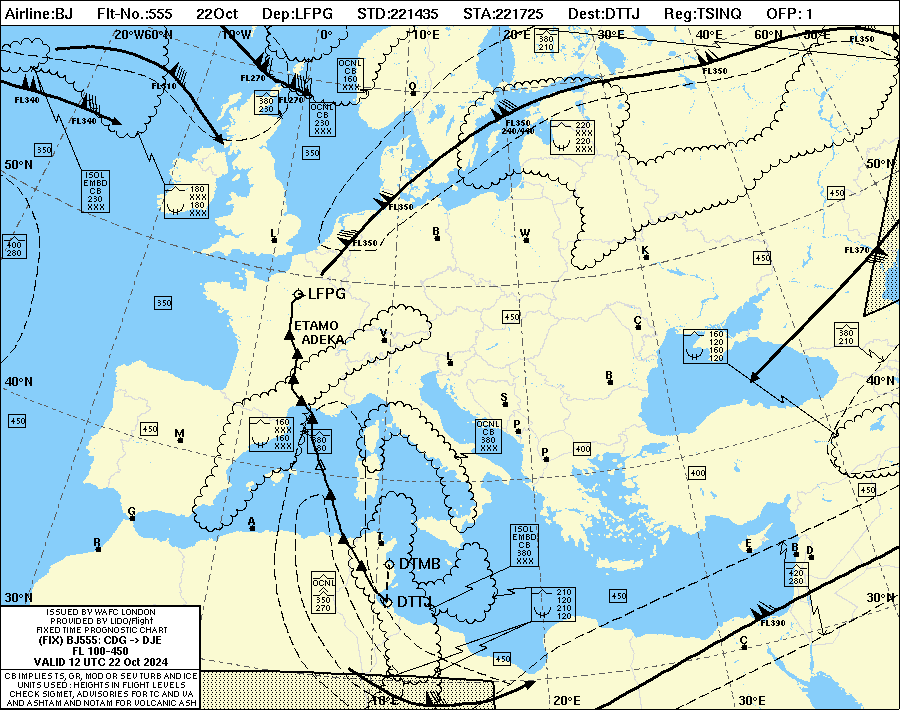 Airline:BJ Flt-No.:555 22Oct Dep:LFPG STD:221435 STA:221725 Dest:DTTJ Reg:TSINQ OFP: 1
20°W60°N 10°W 0° 10°E 20°E 30°E 40°E 60°N 50°E
380
210
FL350
FL340
FL310
FL270
FL270
FL340
380
230
OCNL
CB
160
XXX
OCNL
CB
230
XXX
O
FL350
FL350
240/440
220
XXX
220
XXX
350
350
50°N
50°N
ISOL
EMBD
CB
230
XXX
180
XXX
180
XXX
FL350
450
400
280
L
FL350
B
W
K
450
FL370
350
LFPG
ETAMO
ADEKA
V
450
C
160
120
160
120
380
210
L
40°N
B
40°N
450
450
M
160
XXX
160
XXX
380
280
S
OCNL
CB
380
XXX
P
P
400
400
450
G
R
A
T
ISOL
EMBD
CB
380
XXX
E
B
D
DTMB
OCNL
350
270
DTTJ
210
120
210
120
420
280
450
30°N
30°N
FL390
C
450
ISSUED BY WAFC LONDON
PROVIDED BY LIDO/Flight
FIXED TIME PROGNOSTIC CHART
(FIX) BJ555: CDG -> DJE
FL 100-450
VALID 12 UTC 22 Oct 2024
CB IMPLIES TS, GR, MOD OR SEV TURB AND ICE
UNITS USED : HEIGHTS IN FLIGHT LEVELS
CHECK SIGMET, ADVISORIES FOR TC AND VA
AND ASHTAM AND NOTAM FOR VOLCANIC ASH
10°E 20°E 30°E